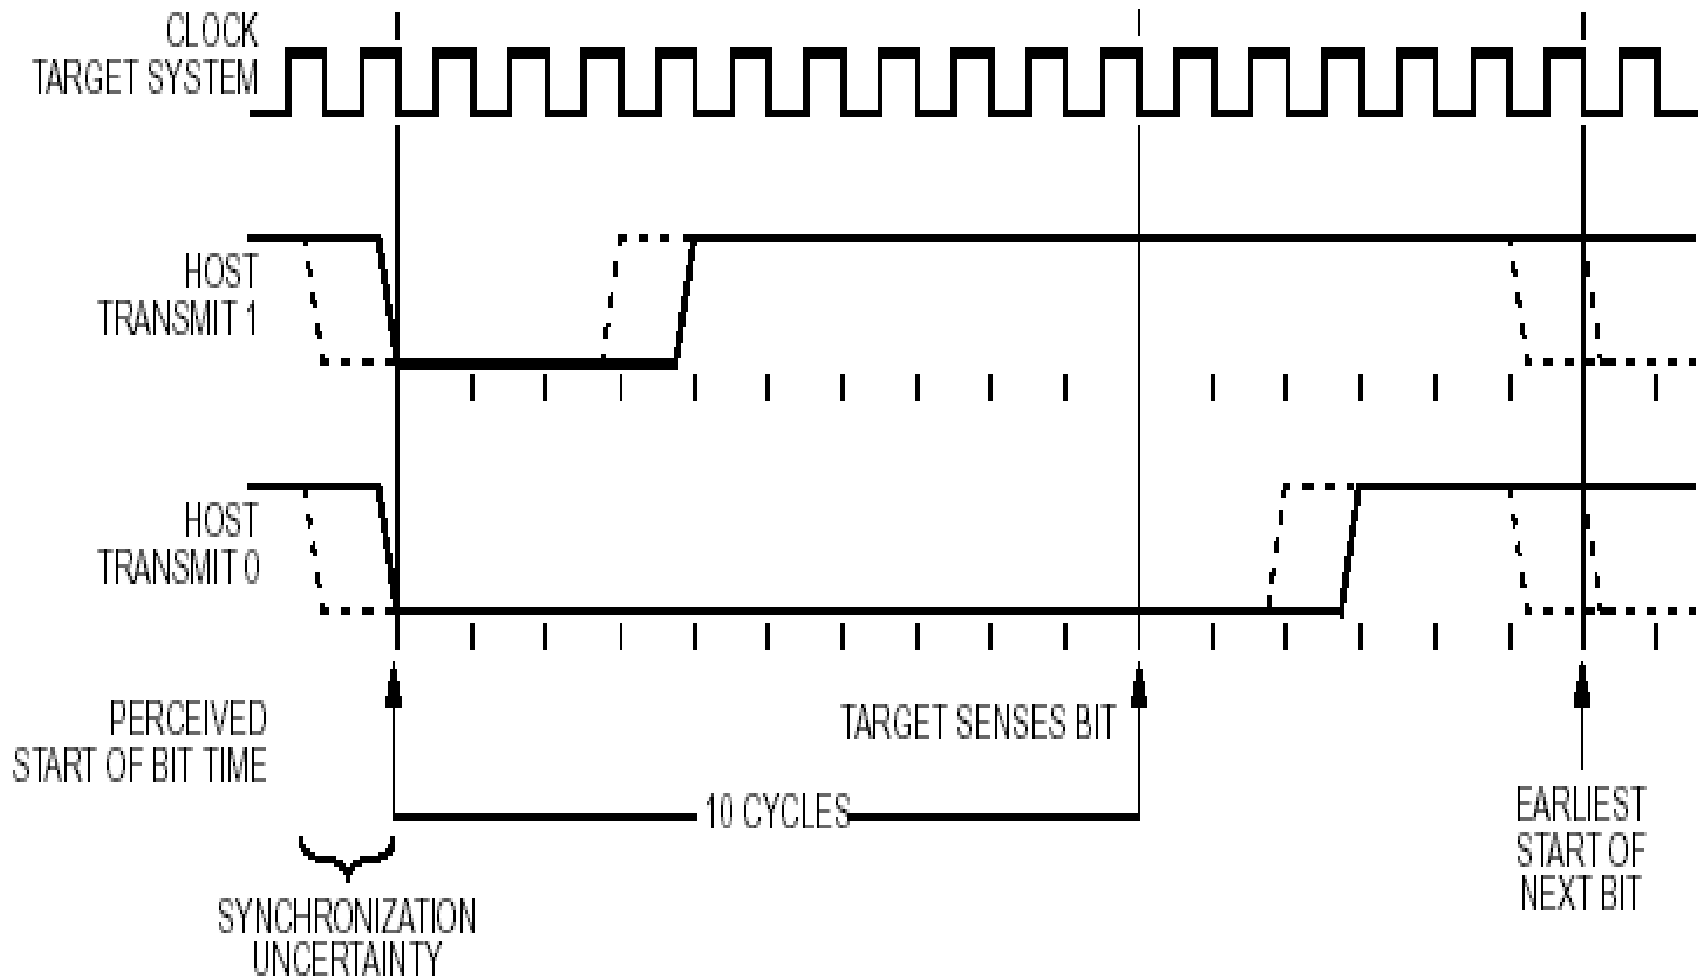 CLOCK
TARGET SYSTEM
HOST
TRANSMIT 1
HOST
TRANSMIT 0
PERCEIVED
START OF BIT TIME
TARGET SENSES BIT
10 CYCLES
EARLIEST
START OF
NEXT BIT
SYNCHRONIZATION
UNCERTAINTY